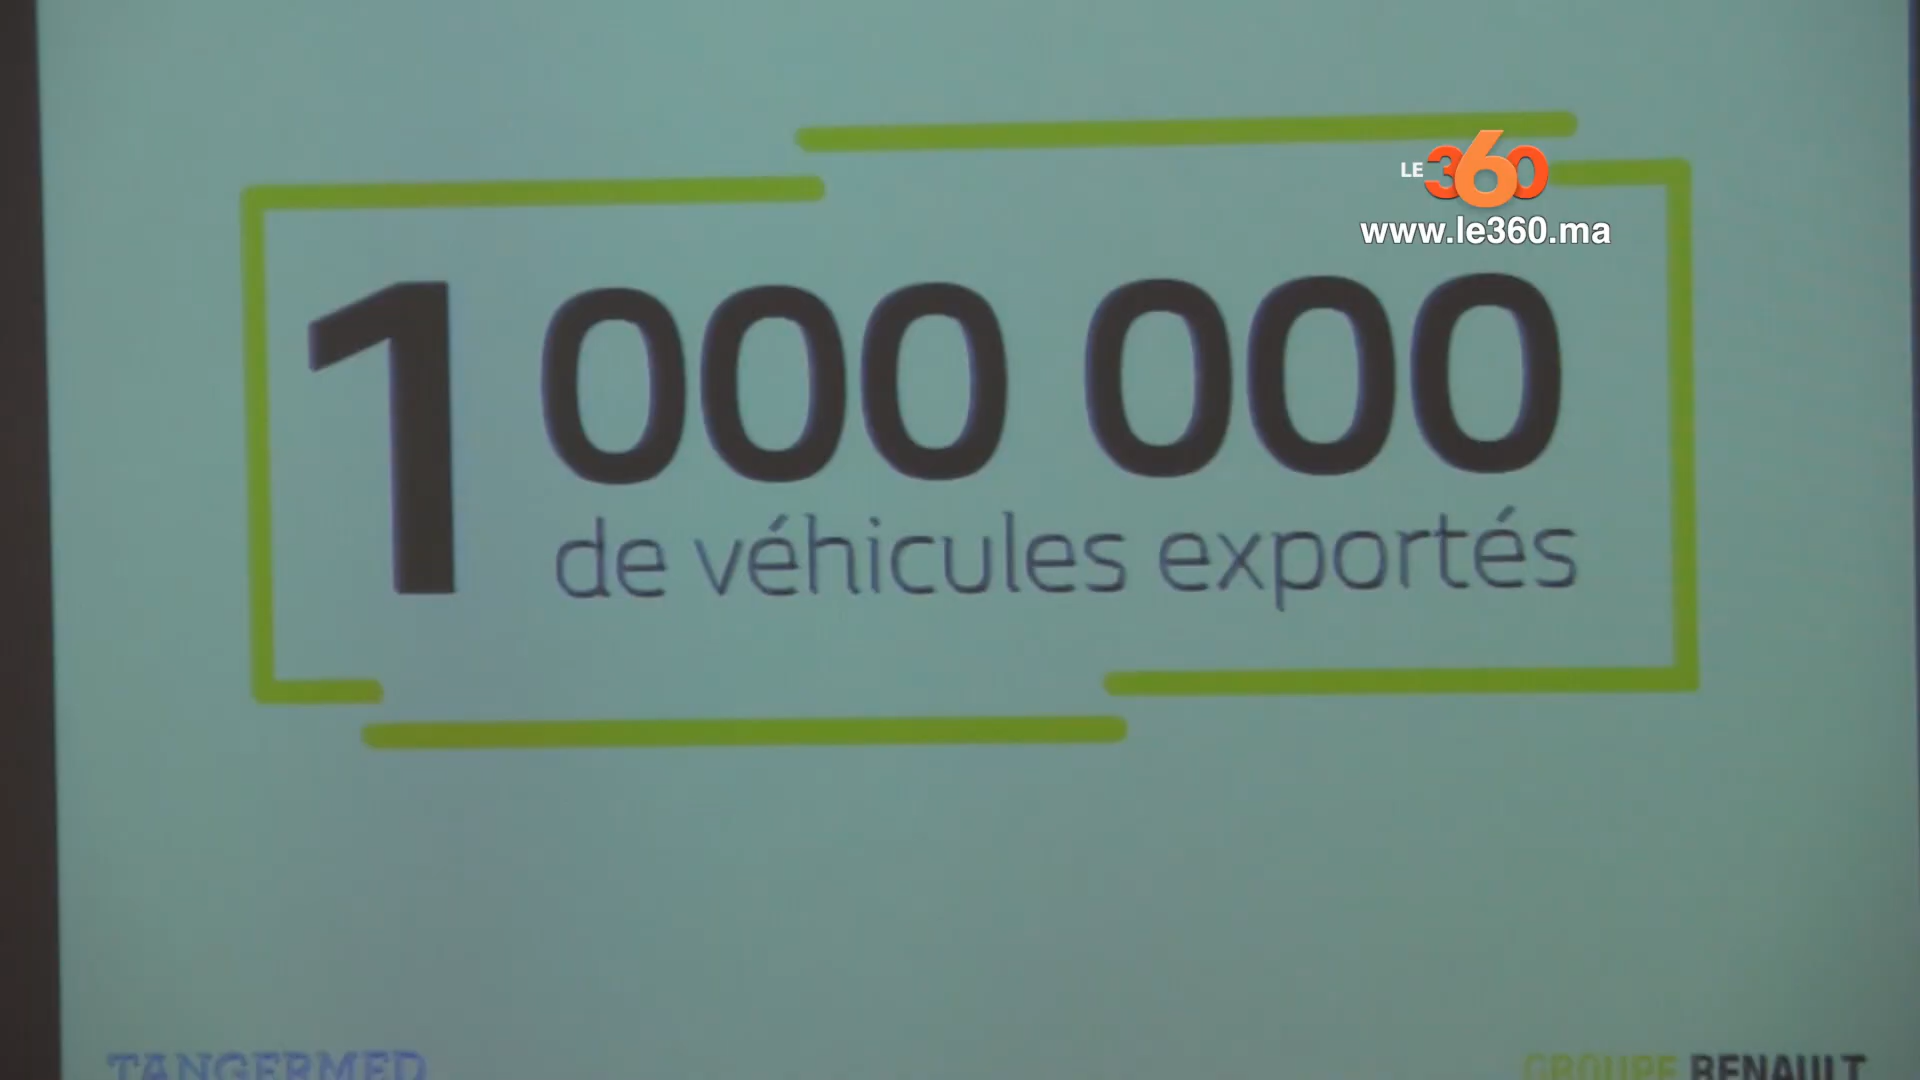 LE 360
www.le360.ma
1 000 000
de véhicules exportés
TANGERMED
GROUPE RENAULT